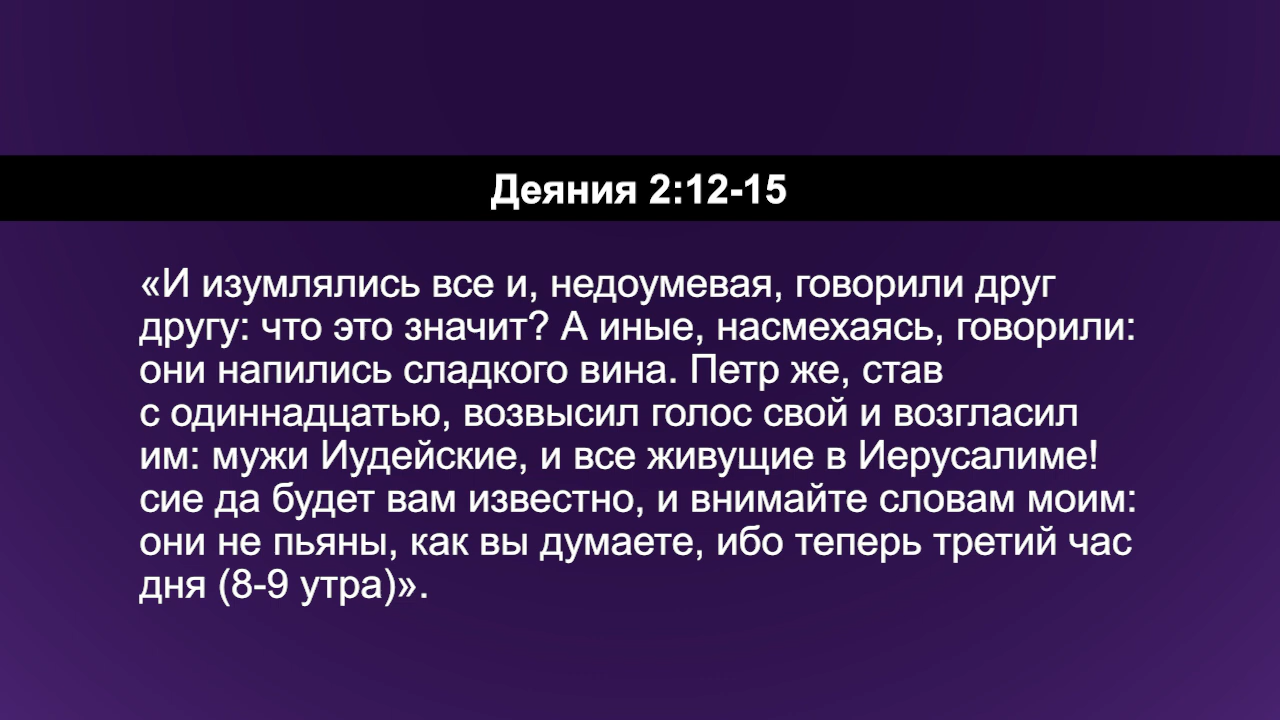 Деяния 2:12-15
«И изумлялись все и, недоумевая, говорили друг
другу: что это значит? А иные, насмехаясь, говорили:
они напились сладкого вина. Петр же, став
с одиннадцатью, возвысил голос свой и возгласил
им: мужи Иудейские, и все живущие в Иерусалиме!
сие да будет вам известно, и внимайте словам моим:
они не пьяны, как вы думаете, ибо теперь третий час
дня (8-9 утра)».